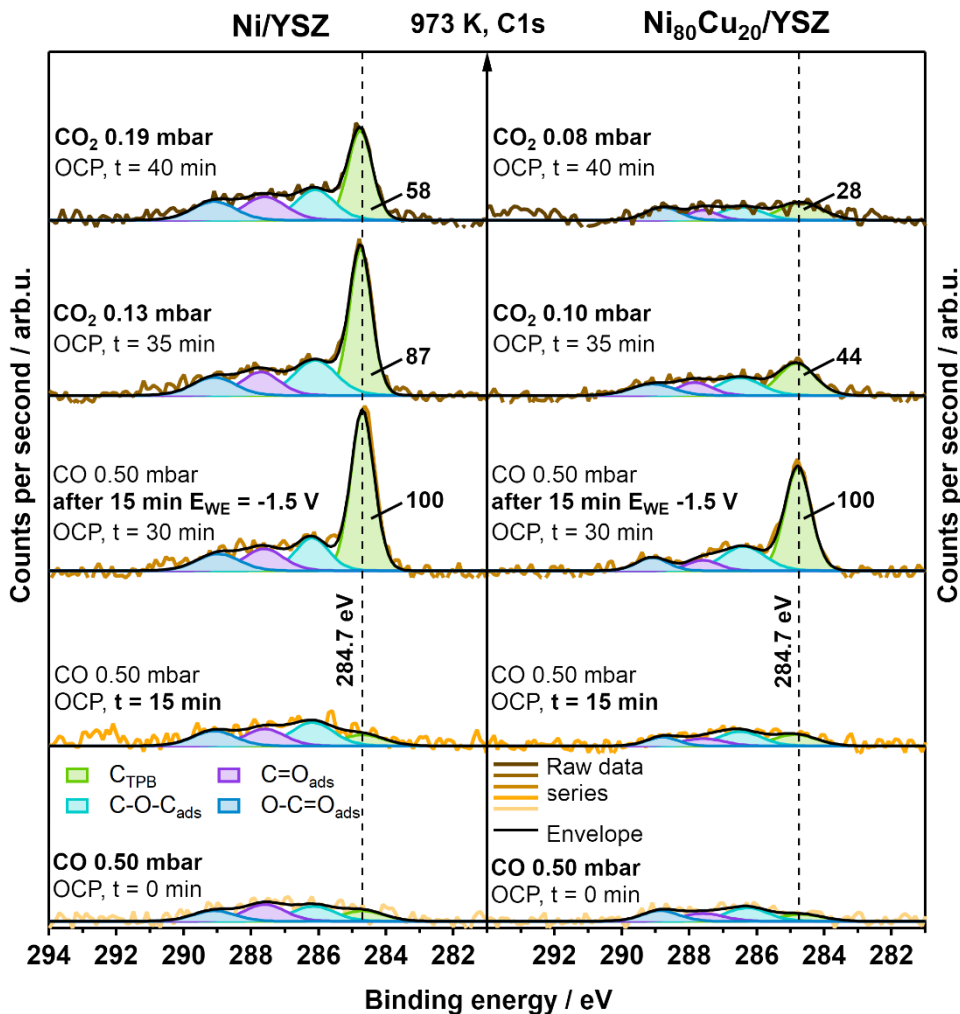 Ni/YSZ
973 K, C1s
Ni80Cu20/YSZ
CO2 0.19 mbar
OCP, t = 40 min
58
CO2 0.08 mbar
OCP, t = 40 min
28
CO2 0.13 mbar
OCP, t = 35 min
87
CO2 0.10 mbar
OCP, t = 35 min
44
CO 0.50 mbar
after 15 min EWE = -1.5 V
OCP, t = 30 min
100
CO 0.50 mbar
after 15 min EWE -1.5 V
OCP, t = 30 min
100
284.7 eV
284.7 eV
CO 0.50 mbar
OCP, t = 15 min
CO 0.50 mbar
OCP, t = 15 min
CTPB
C=Oads
C-O-Cads
O-C=Oads
Raw data
series
Envelope
CO 0.50 mbar
OCP, t = 0 min
CO 0.50 mbar
OCP, t = 0 min
294 292 290 288 286 284 282 292 290 288 286 284 282
Binding energy / eV
Counts per second / arb.u.
Counts per second / arb.u.